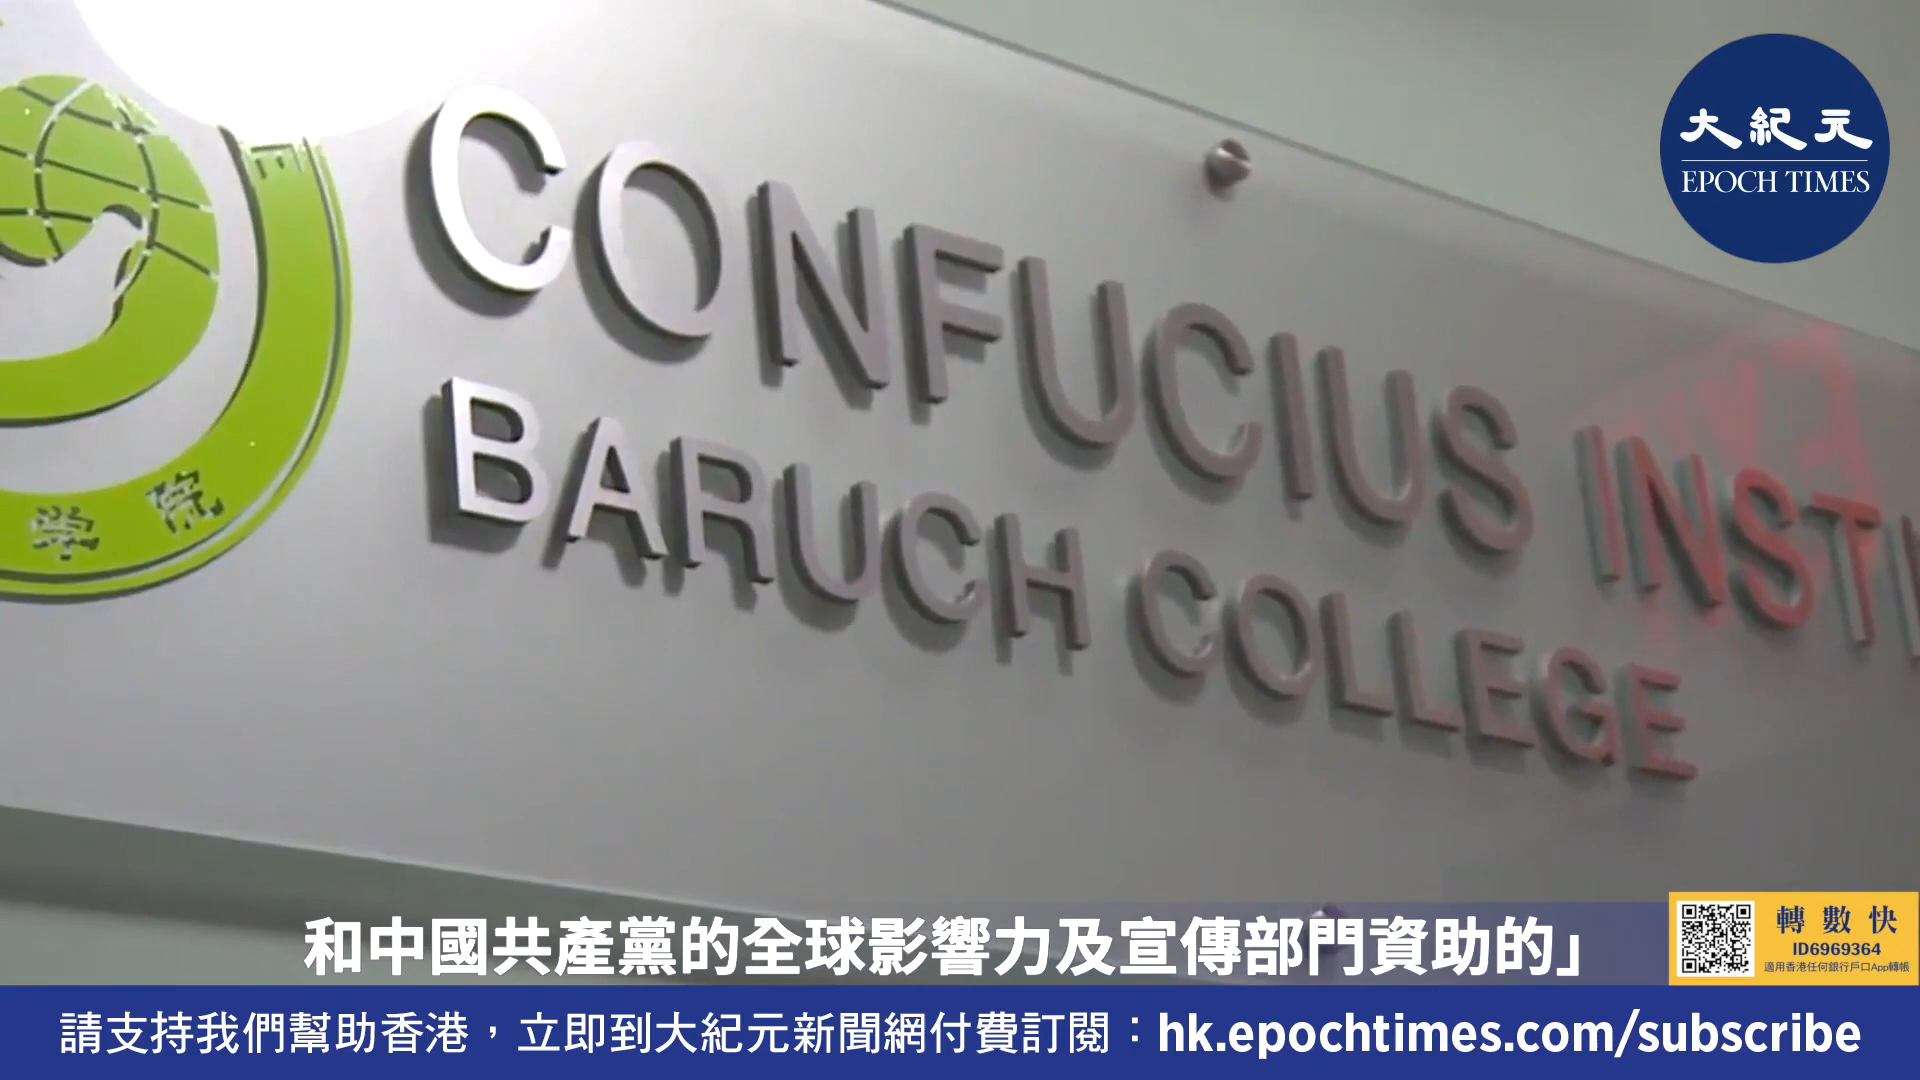 大紀元
EPOCH TIMES
CONFUCIUS INSTI
BARUCH COLLEGE
學院
和中國共產黨的全球影響力及宣傳部門資助的」
轉數快
ID6969364
適用香港任何銀行戶口App轉帳
請支持我們幫助香港，立即到大紀元新聞網付費訂閱：hk.epochtimes.com/subscribe